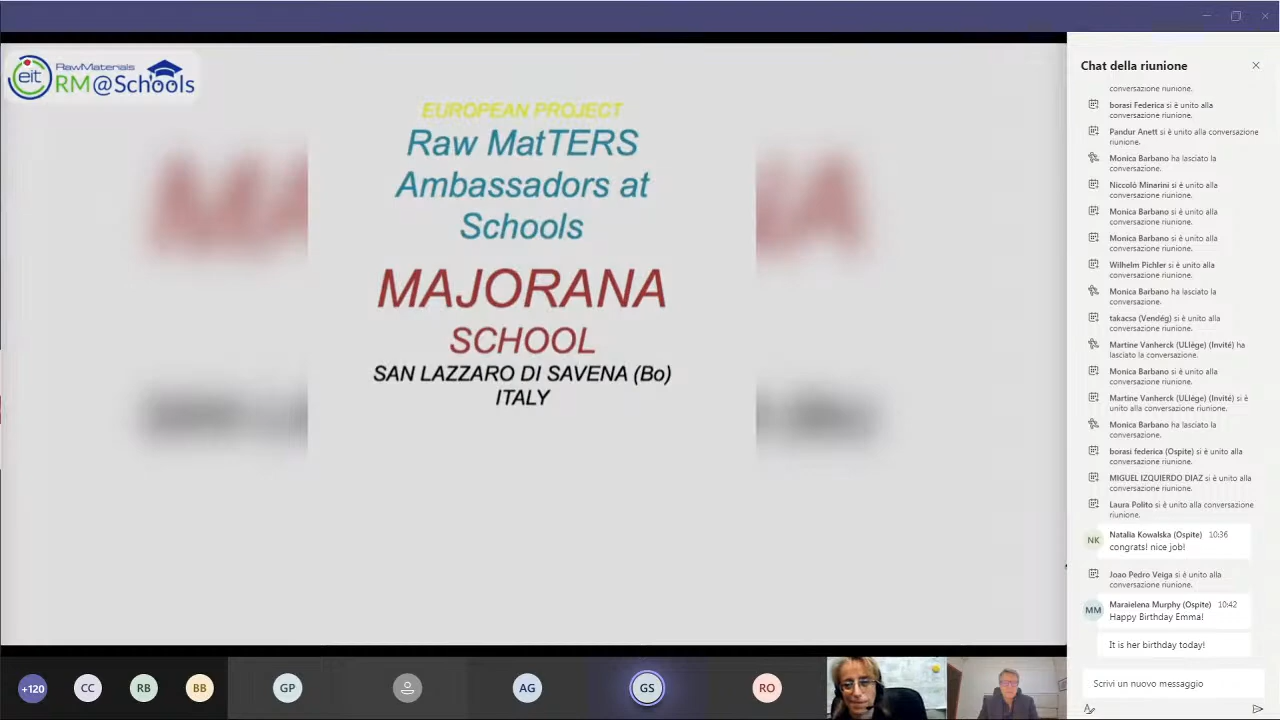 eit
RawMaterials
RM@Schools
EUROPEAN PROJECT
Raw MatTERS
Ambassadors at
Schools
MAJORANA
SCHOOL
SAN LAZZARO DI SAVENA (Bo)
ITALY
Chat della riunione
conversazione riunione.
borasi Federica si è unito alla
conversazione riunione.
Pandur Anett si è unito alla conversazione
riunione.
Monica Barbano ha lasciato la
conversazione.
Niccolò Minarini si è unito alla
conversazione riunione.
Monica Barbano si è unito alla
conversazione riunione.
Monica Barbano si è unito alla
conversazione riunione.
Wilhelm Pichler si è unito alla
conversazione riunione.
Monica Barbano ha lasciato la
conversazione.
takacsa (Vendég) si è unito alla
conversazione riunione.
Martine Vanherck (ULIège) (Invité) ha
lasciato la conversazione.
Monica Barbano si è unito alla
conversazione riunione.
Martine Vanherck (ULIège) (Invité) si è
unito alla conversazione riunione.
Monica Barbano ha lasciato la
conversazione.
borasi federica (Ospite) si è unito alla
conversazione riunione.
MIGUEL IZQUIERDO DIAZ si è unito alla
conversazione riunione.
Laura Polito si è unito alla conversazione
riunione.
NK
Natalia Kowalska (Ospite) 10:36
congrats! nice job!
Joao Pedro Veiga si è unito alla
conversazione riunione.
MM
Maraielena Murphy (Ospite) 10:42
Happy Birthday Emma!
It is her birthday today!
Scrivi un nuovo messaggio
+120
CC
RB
BB
GP
AG
GS
RO